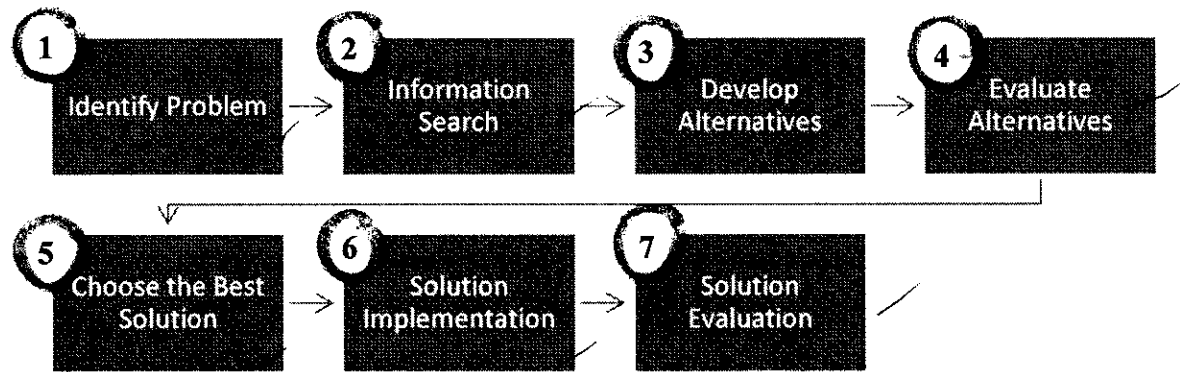 1
Identify Problem
2
Information
Search
3
Develop
Alternatives
4
Evaluate
Alternatives
5
Choose the Best
Solution
6
Solution
Implementation
7
Solution
Evaluation